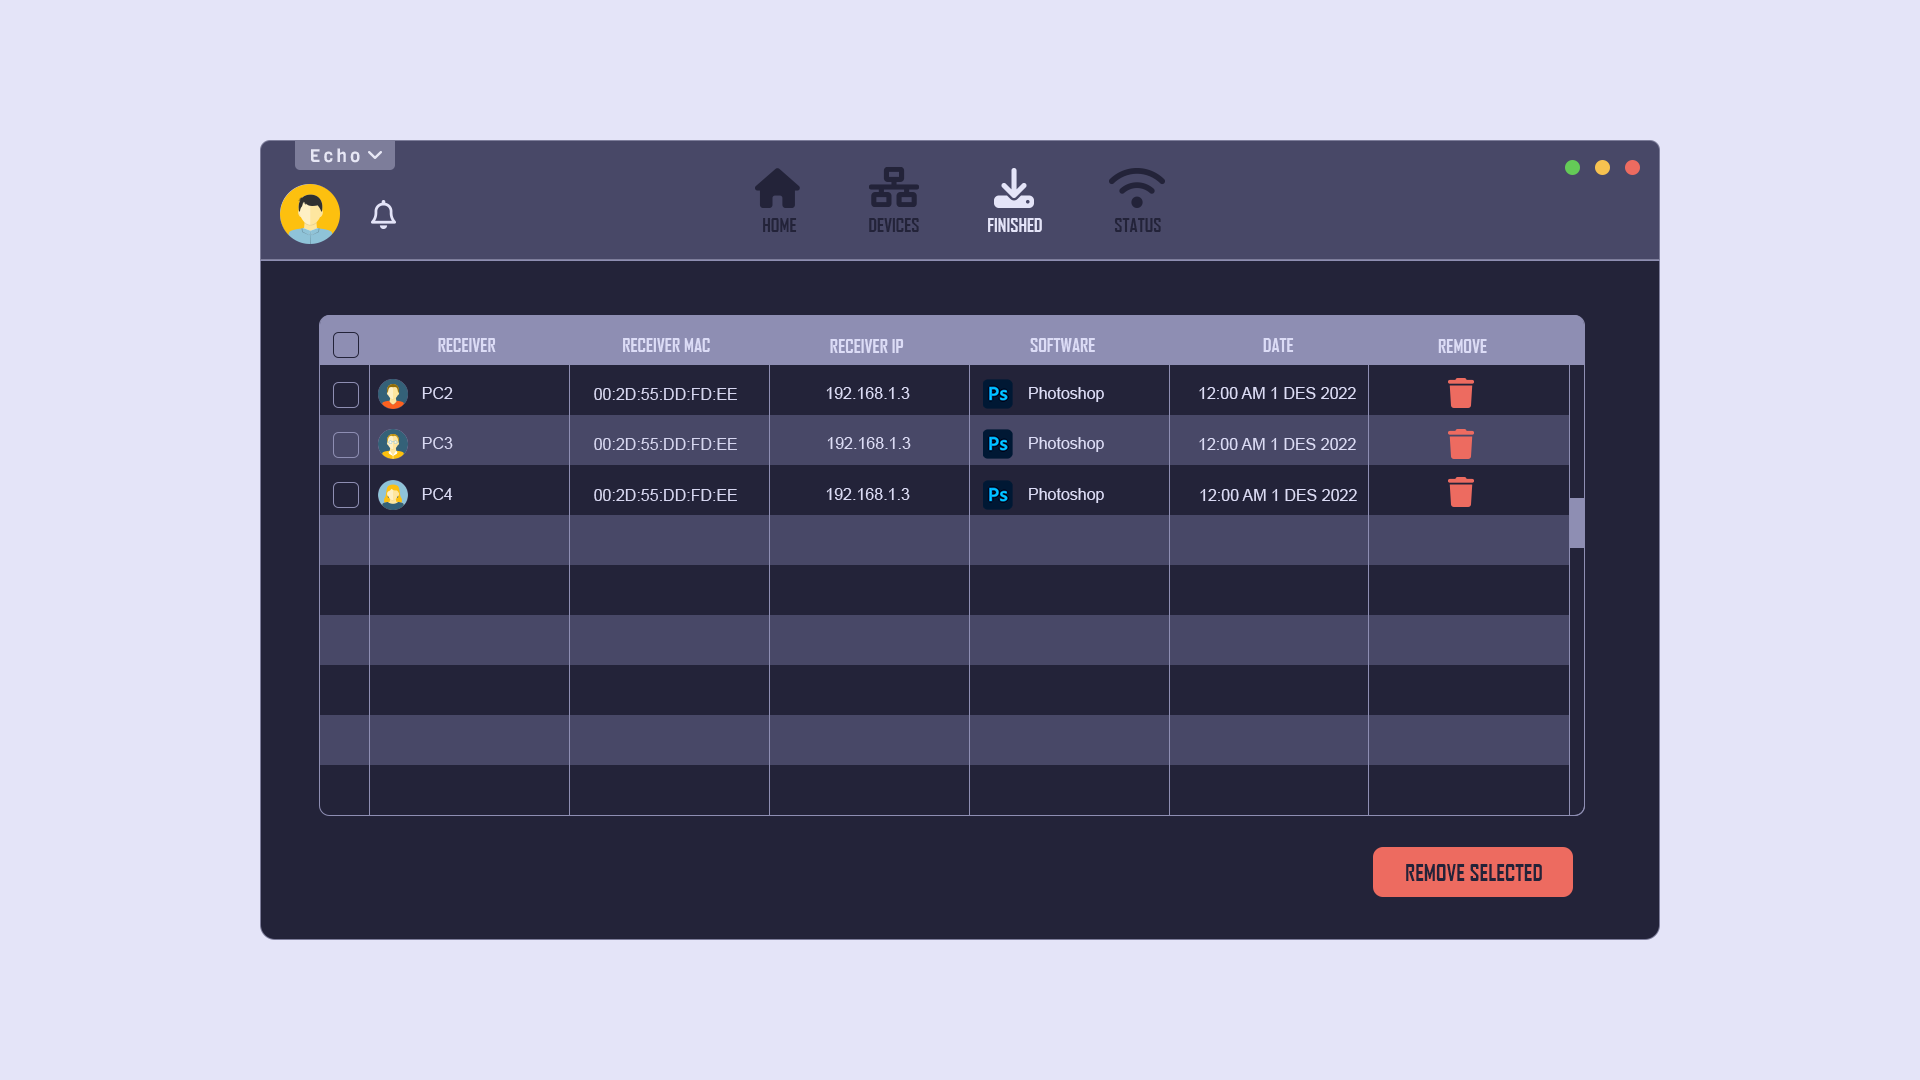 Echo
HOME DEVICES FINISHED STATUS
RECEIVER RECEIVER MAC RECEIVER IP SOFTWARE DATE REMOVE
PC2 00:2D:55:DD:FD:EE 192.168.1.3 Ps Photoshop 12:00 AM 1 DES 2022
PC3 00:2D:55:DD:FD:EE 192.168.1.3 Ps Photoshop 12:00 AM 1 DES 2022
PC4 00:2D:55:DD:FD:EE 192.168.1.3 Ps Photoshop 12:00 AM 1 DES 2022
REMOVE SELECTED